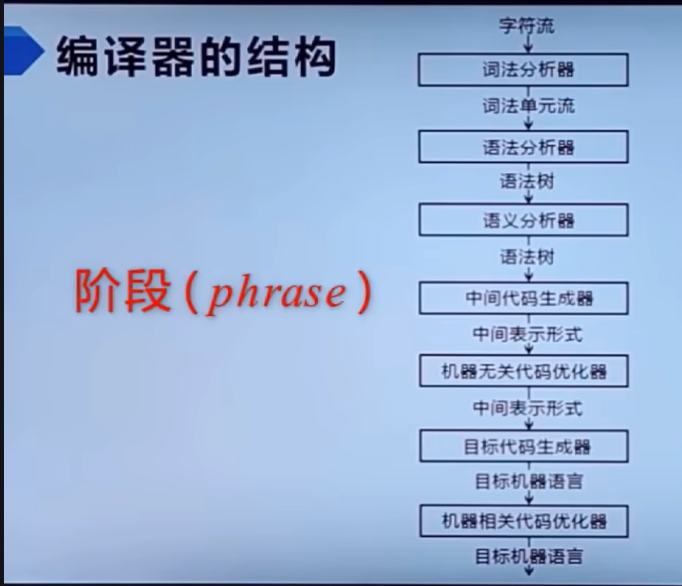 编译器的结构
阶段(phrase)
字符流
词法分析器
词法单元流
语法分析器
语法树
语义分析器
语法树
中间代码生成器
中间表示形式
机器无关代码优化器
中间表示形式
目标代码生成器
目标机器语言
机器相关代码优化器
目标机器语言